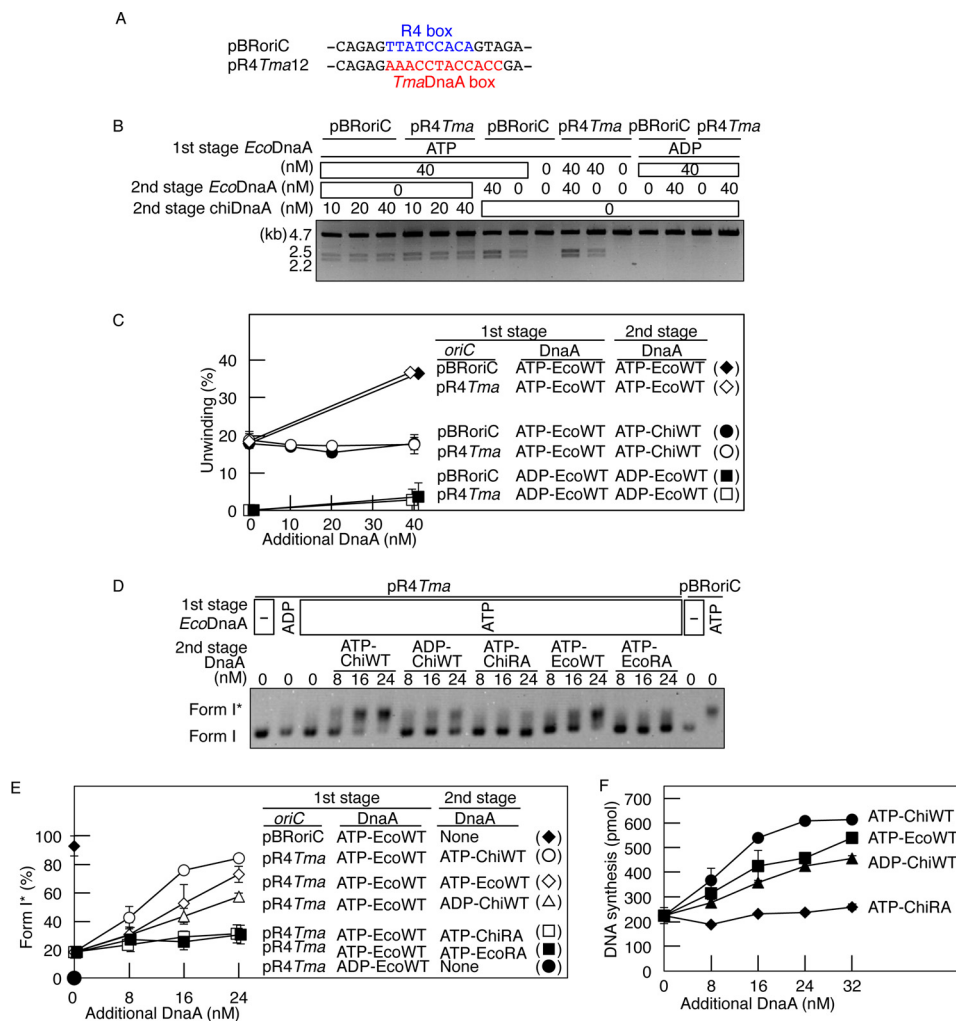 A
R4 box
pBRoriC –CAGAGTTATCCACAGTAGA–
pR4Tma12 –CAGAGAAACCTACCACCGA–
TmaDnaA box
B
pBRoriC pR4Tma pBRoriC pR4Tma pBRoriC pR4Tma
1st stage EcoDnaA ATP ADP
(nM) 40 0 40 40 0 40
2nd stage EcoDnaA (nM) 0 40 0 0 40 0 0 0 40 0 40
2nd stage chiDnaA (nM) 10 20 40 10 20 40 0
(kb) 4.7
2.5
2.2
C
1st stage 2nd stage
oriC DnaA DnaA
pBRoriC ATP-EcoWT ATP-EcoWT (◆)
pR4Tma ATP-EcoWT ATP-EcoWT (◇)
pBRoriC ATP-EcoWT ATP-ChiWT (●)
pR4Tma ATP-EcoWT ATP-ChiWT (○)
pBRoriC ADP-EcoWT ADP-EcoWT (■)
pR4Tma ADP-EcoWT ADP-EcoWT (□)
Unwinding (%)
40
30
20
10
0
0 10 20 30 40
Additional DnaA (nM)
D
pR4Tma pBRoriC
1st stage EcoDnaA – ADP ATP – ATP
2nd stage DnaA ATP-ChiWT ADP-ChiWT ATP-ChiRA ATP-EcoWT ATP-EcoRA
(nM) 0 0 0 8 16 24 8 16 24 8 16 24 8 16 24 8 16 24 0 0
Form I*
Form I
E
1st stage 2nd stage
oriC DnaA DnaA
pBRoriC ATP-EcoWT None (◆)
pR4Tma ATP-EcoWT ATP-ChiWT (○)
pR4Tma ATP-EcoWT ATP-EcoWT (◇)
pR4Tma ATP-EcoWT ADP-ChiWT (△)
pR4Tma ATP-EcoWT ATP-ChiRA (□)
pR4Tma ATP-EcoWT ATP-EcoRA (■)
pR4Tma ADP-EcoWT None (●)
Form I* (%)
100
80
60
40
20
0
0 8 16 24
Additional DnaA (nM)
F
DNA synthesis (pmol)
700
600
500
400
300
200
100
0
ATP-ChiWT
ATP-EcoWT
ADP-ChiWT
ATP-ChiRA
0 8 16 24 32
Additional DnaA (nM)